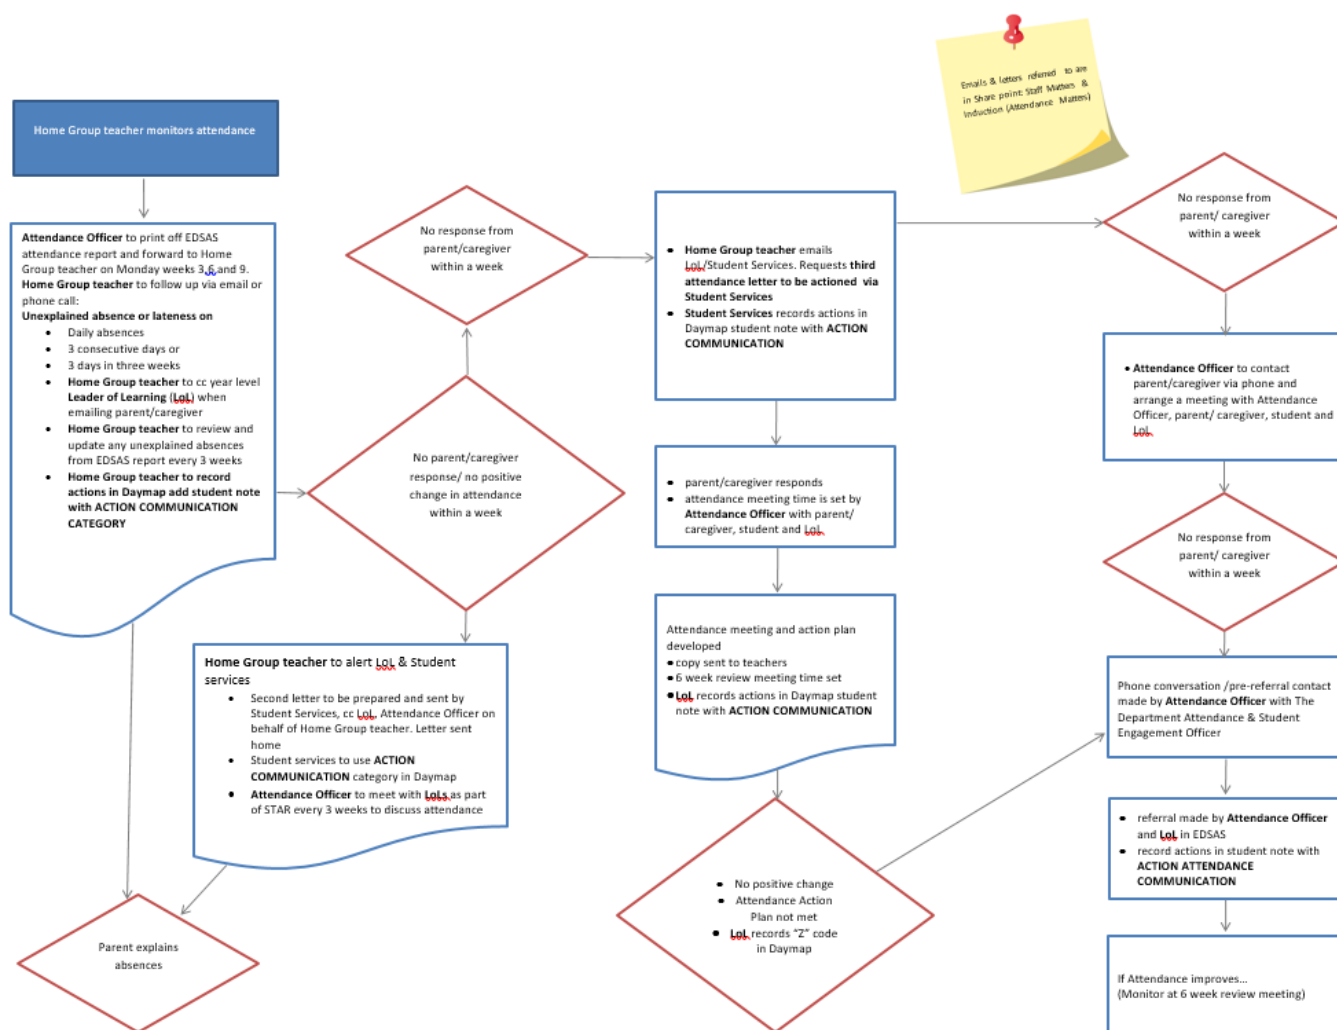 Emails & letters referred to are
in Share point: Staff Matters &
Induction (Attendance Matters)
Home Group teacher monitors attendance
Attendance Officer to print off EDSAS
attendance report and forward to Home
Group teacher on Monday weeks 3,6,and 9.
Home Group teacher to follow up via email or
phone call:
Unexplained absence or lateness on
• Daily absences
• 3 consecutive days or
• 3 days in three weeks
• Home Group teacher to cc year level
Leader of Learning (LoL) when
emailing parent/caregiver
• Home Group teacher to review and
update any unexplained absences
from EDSAS report every 3 weeks
• Home Group teacher to record
actions in Daymap add student note
with ACTION COMMUNICATION
CATEGORY
No response from
parent/caregiver
within a week
No parent/caregiver
response/ no positive
change in attendance
within a week
Home Group teacher to alert LoL & Student
services
• Second letter to be prepared and sent by
Student Services, cc LoL, Attendance Officer on
behalf of Home Group teacher. Letter sent
home
• Student services to use ACTION
COMMUNICATION category in Daymap
• Attendance Officer to meet with LoLs as part
of STAR every 3 weeks to discuss attendance
Parent explains
absences
• Home Group teacher emails
LoL/Student Services. Requests third
attendance letter to be actioned via
Student Services
• Student Services records actions in
Daymap student note with ACTION
COMMUNICATION
• parent/caregiver responds
• attendance meeting time is set by
Attendance Officer with parent/
caregiver, student and LoL
Attendance meeting and action plan
developed
• copy sent to teachers
• 6 week review meeting time set
• LoL records actions in Daymap student
note with ACTION COMMUNICATION
• No positive change
• Attendance Action
Plan not met
• LoL records "Z" code
in Daymap
No response from
parent/ caregiver
within a week
• Attendance Officer to contact
parent/caregiver via phone and
arrange a meeting with Attendance
Officer, parent/ caregiver, student and
LoL
No response from
parent/ caregiver
within a week
Phone conversation /pre-referral contact
made by Attendance Officer with The
Department Attendance & Student
Engagement Officer
• referral made by Attendance Officer
and LoL in EDSAS
• record actions in student note with
ACTION ATTENDANCE
COMMUNICATION
If Attendance improves...
(Monitor at 6 week review meeting)